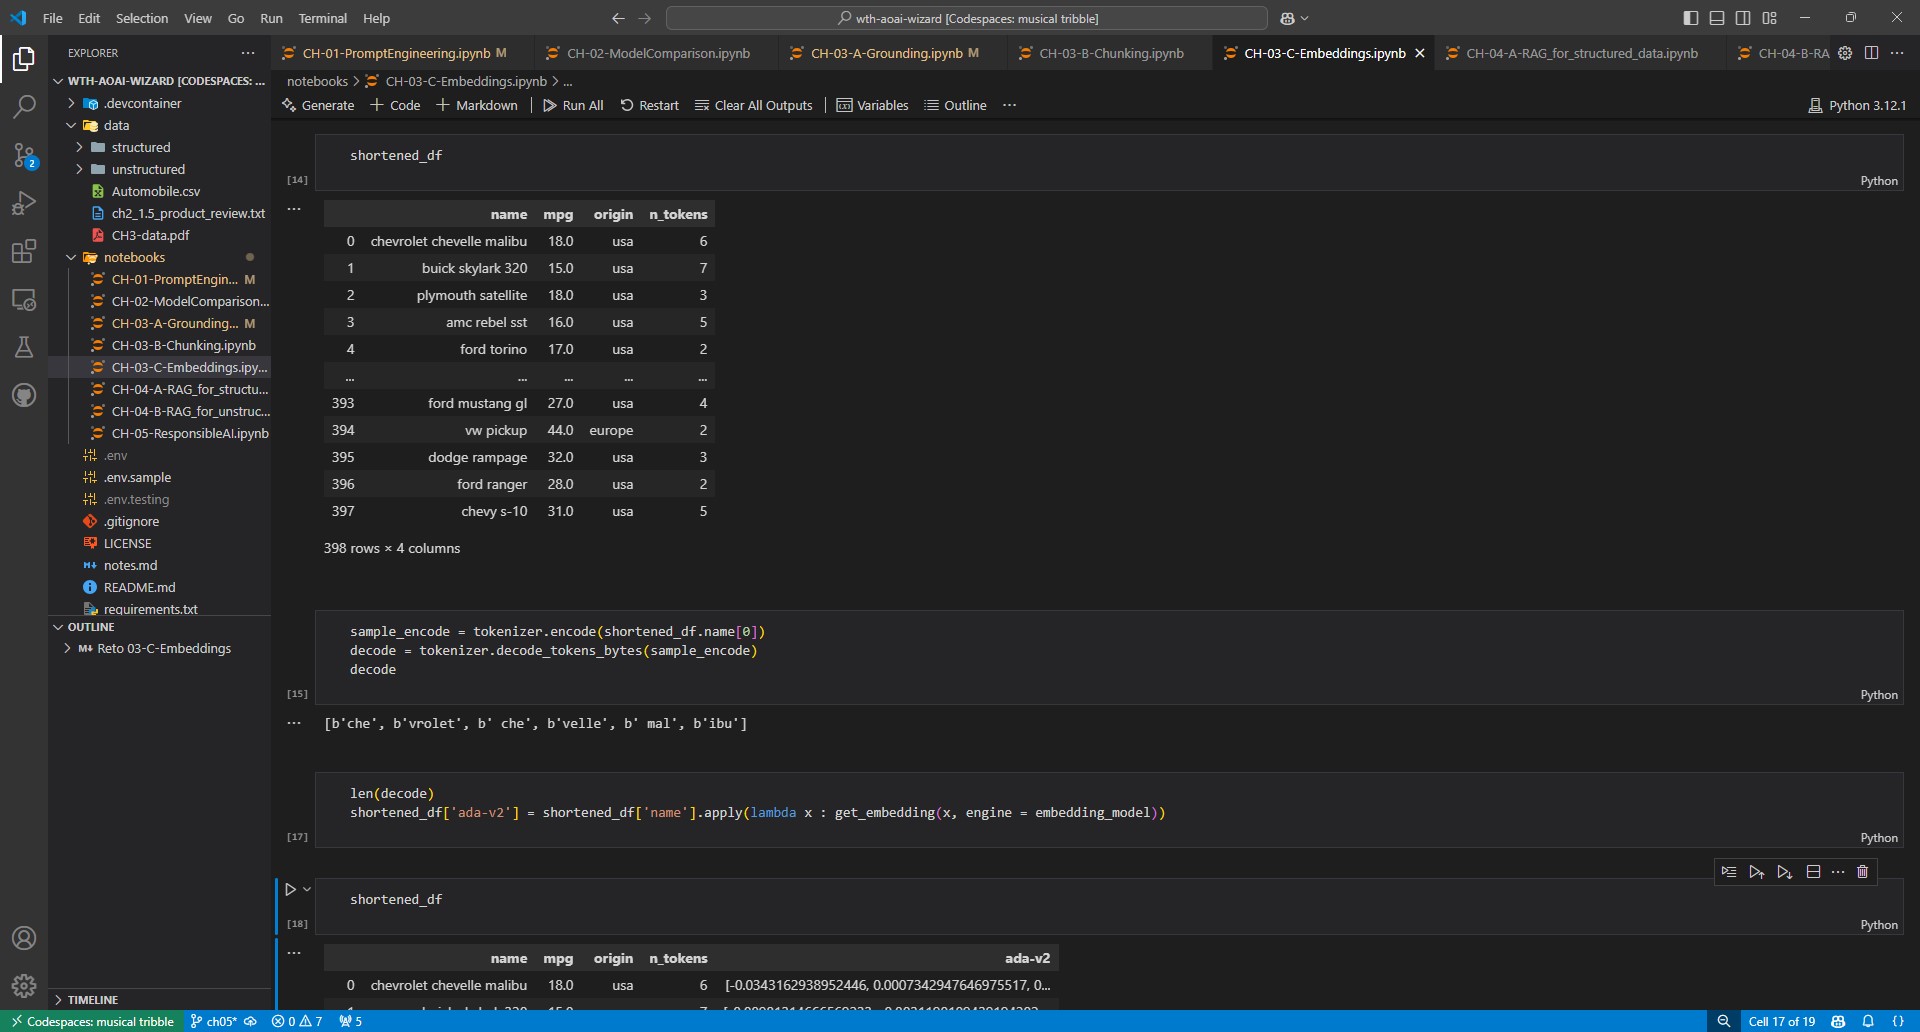 File Edit Selection View Go Run Terminal Help
wth-aoai-wizard [Codespaces: musical tribble]
EXPLORER
CH-01-PromptEngineering.ipynb M
CH-02-ModelComparison.ipynb
CH-03-A-Grounding.ipynb M
CH-03-B-Chunking.ipynb
CH-03-C-Embeddings.ipynb
CH-04-A-RAG_for_structured_data.ipynb
CH-04-B-RA
WTH-AOAI-WIZARD [CODESPACES: ...
.devcontainer
data
structured
unstructured
Automobile.csv
ch2_1.5_product_review.txt
CH3-data.pdf
notebooks
CH-01-PromptEngin... M
CH-02-ModelComparison...
CH-03-A-Grounding... M
CH-03-B-Chunking.ipynb
CH-03-C-Embeddings.ipy...
CH-04-A-RAG_for_structu...
CH-04-B-RAG_for_unstruc...
CH-05-ResponsibleAI.ipynb
.env
.env.sample
.env.testing
.gitignore
LICENSE
notes.md
README.md
requirements.txt
OUTLINE
Reto 03-C-Embeddings
TIMELINE
2
notebooks > CH-03-C-Embeddings.ipynb > ...
Generate + Code + Markdown Run All Restart Clear All Outputs Variables Outline ... Python 3.12.1
shortened_df
[14] Python
name mpg origin n_tokens
0 chevrolet chevelle malibu 18.0 usa 6
1 buick skylark 320 15.0 usa 7
2 plymouth satellite 18.0 usa 3
3 amc rebel sst 16.0 usa 5
4 ford torino 17.0 usa 2
... ... ... ... ...
393 ford mustang gl 27.0 usa 4
394 vw pickup 44.0 europe 2
395 dodge rampage 32.0 usa 3
396 ford ranger 28.0 usa 2
397 chevy s-10 31.0 usa 5
398 rows × 4 columns
sample_encode = tokenizer.encode(shortened_df.name[0])
decode = tokenizer.decode_tokens_bytes(sample_encode)
decode
[15] Python
[b'che', b'vrolet', b' che', b'velle', b' mal', b'ibu']
len(decode)
shortened_df['ada-v2'] = shortened_df['name'].apply(lambda x : get_embedding(x, engine = embedding_model))
[17] Python
shortened_df
[18] Python
name mpg origin n_tokens ada-v2
0 chevrolet chevelle malibu 18.0 usa 6 [-0.0343162938952446, 0.0007342947646975517, 0...
Codespaces: musical tribble ch05* 0 7 5 Cell 17 of 19